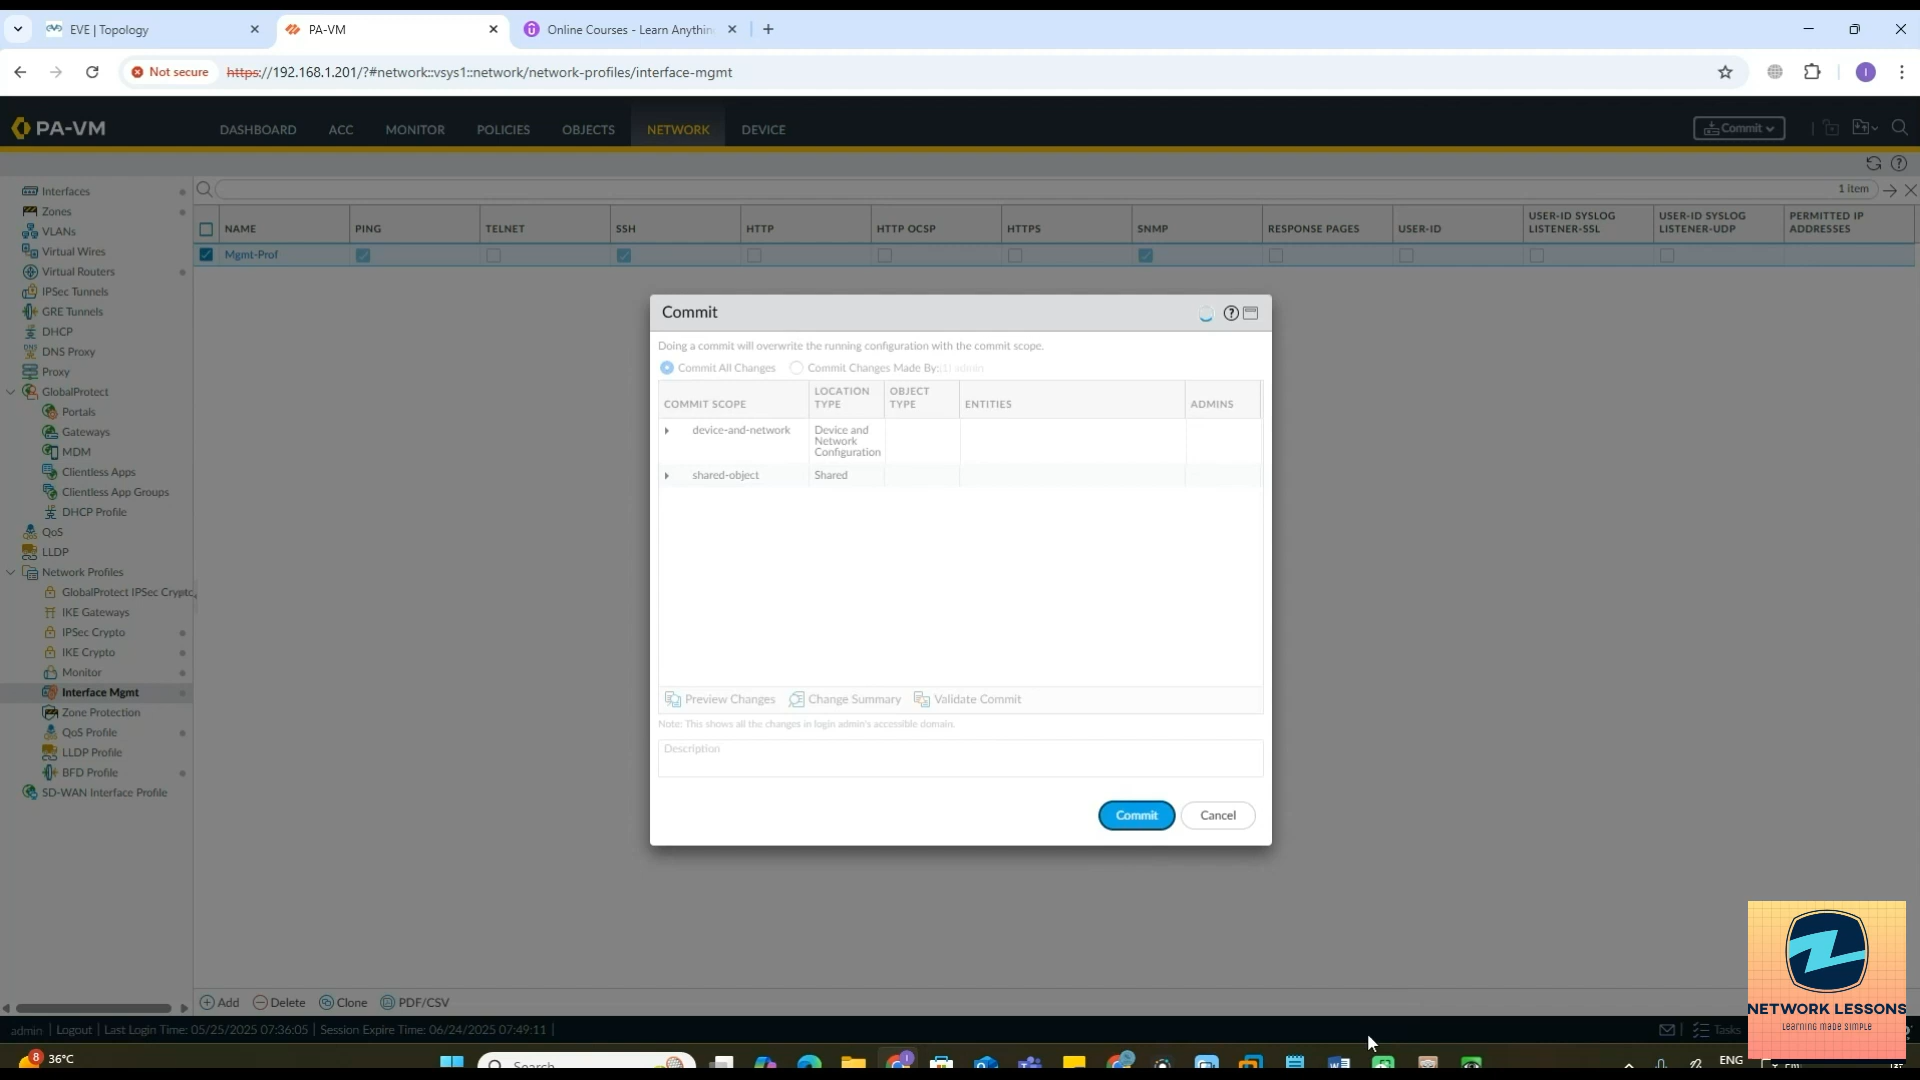 EVE | Topology
PA-VM
Online Courses - Learn Anythin
Not secure
https://192.168.1.201/?#network::vsys1::network/network-profiles/interface-mgmt
PA-VM
DASHBOARD ACC MONITOR POLICIES OBJECTS NETWORK DEVICE
Commit
1 item
Interfaces
Zones
VLANs
Virtual Wires
Virtual Routers
IPSec Tunnels
GRE Tunnels
DHCP
DNS Proxy
Proxy
GlobalProtect
Portals
Gateways
MDM
Clientless Apps
Clientless App Groups
DHCP Profile
QoS
LLDP
Network Profiles
GlobalProtect IPSec Crypto
IKE Gateways
IPSec Crypto
IKE Crypto
Monitor
Interface Mgmt
Zone Protection
QoS Profile
LLDP Profile
BFD Profile
SD-WAN Interface Profile
NAME PING TELNET SSH HTTP HTTP OCSP HTTPS SNMP RESPONSE PAGES USER-ID USER-ID SYSLOG LISTENER-SSL USER-ID SYSLOG LISTENER-UDP PERMITTED IP ADDRESSES
Mgmt-Prof
Commit
Doing a commit will overwrite the running configuration with the commit scope.
Commit All Changes Commit Changes Made By:(1) admin
COMMIT SCOPE LOCATION TYPE OBJECT TYPE ENTITIES ADMINS
device-and-network Device and Network Configuration
shared-object Shared
Preview Changes Change Summary Validate Commit
Note: This shows all the changes in login admin's accessible domain.
Description
Commit Cancel
Add Delete Clone PDF/CSV
admin | Logout | Last Login Time: 05/25/2025 07:36:05 | Session Expire Time: 06/24/2025 07:49:11 |
Tasks
NETWORK LESSONS
Learning made simple
8
36°C
Search
ENG